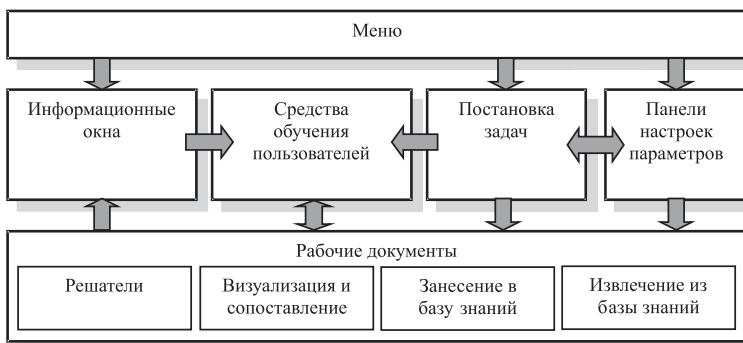 Меню
Информационные
окна
Средства
обучения
пользователей
Постановка
задач
Панели
настроек
параметров
Рабочие документы
Решатели
Визуализация и
сопоставление
Занесение в
базу знаний
Извлечение из
базы знаний